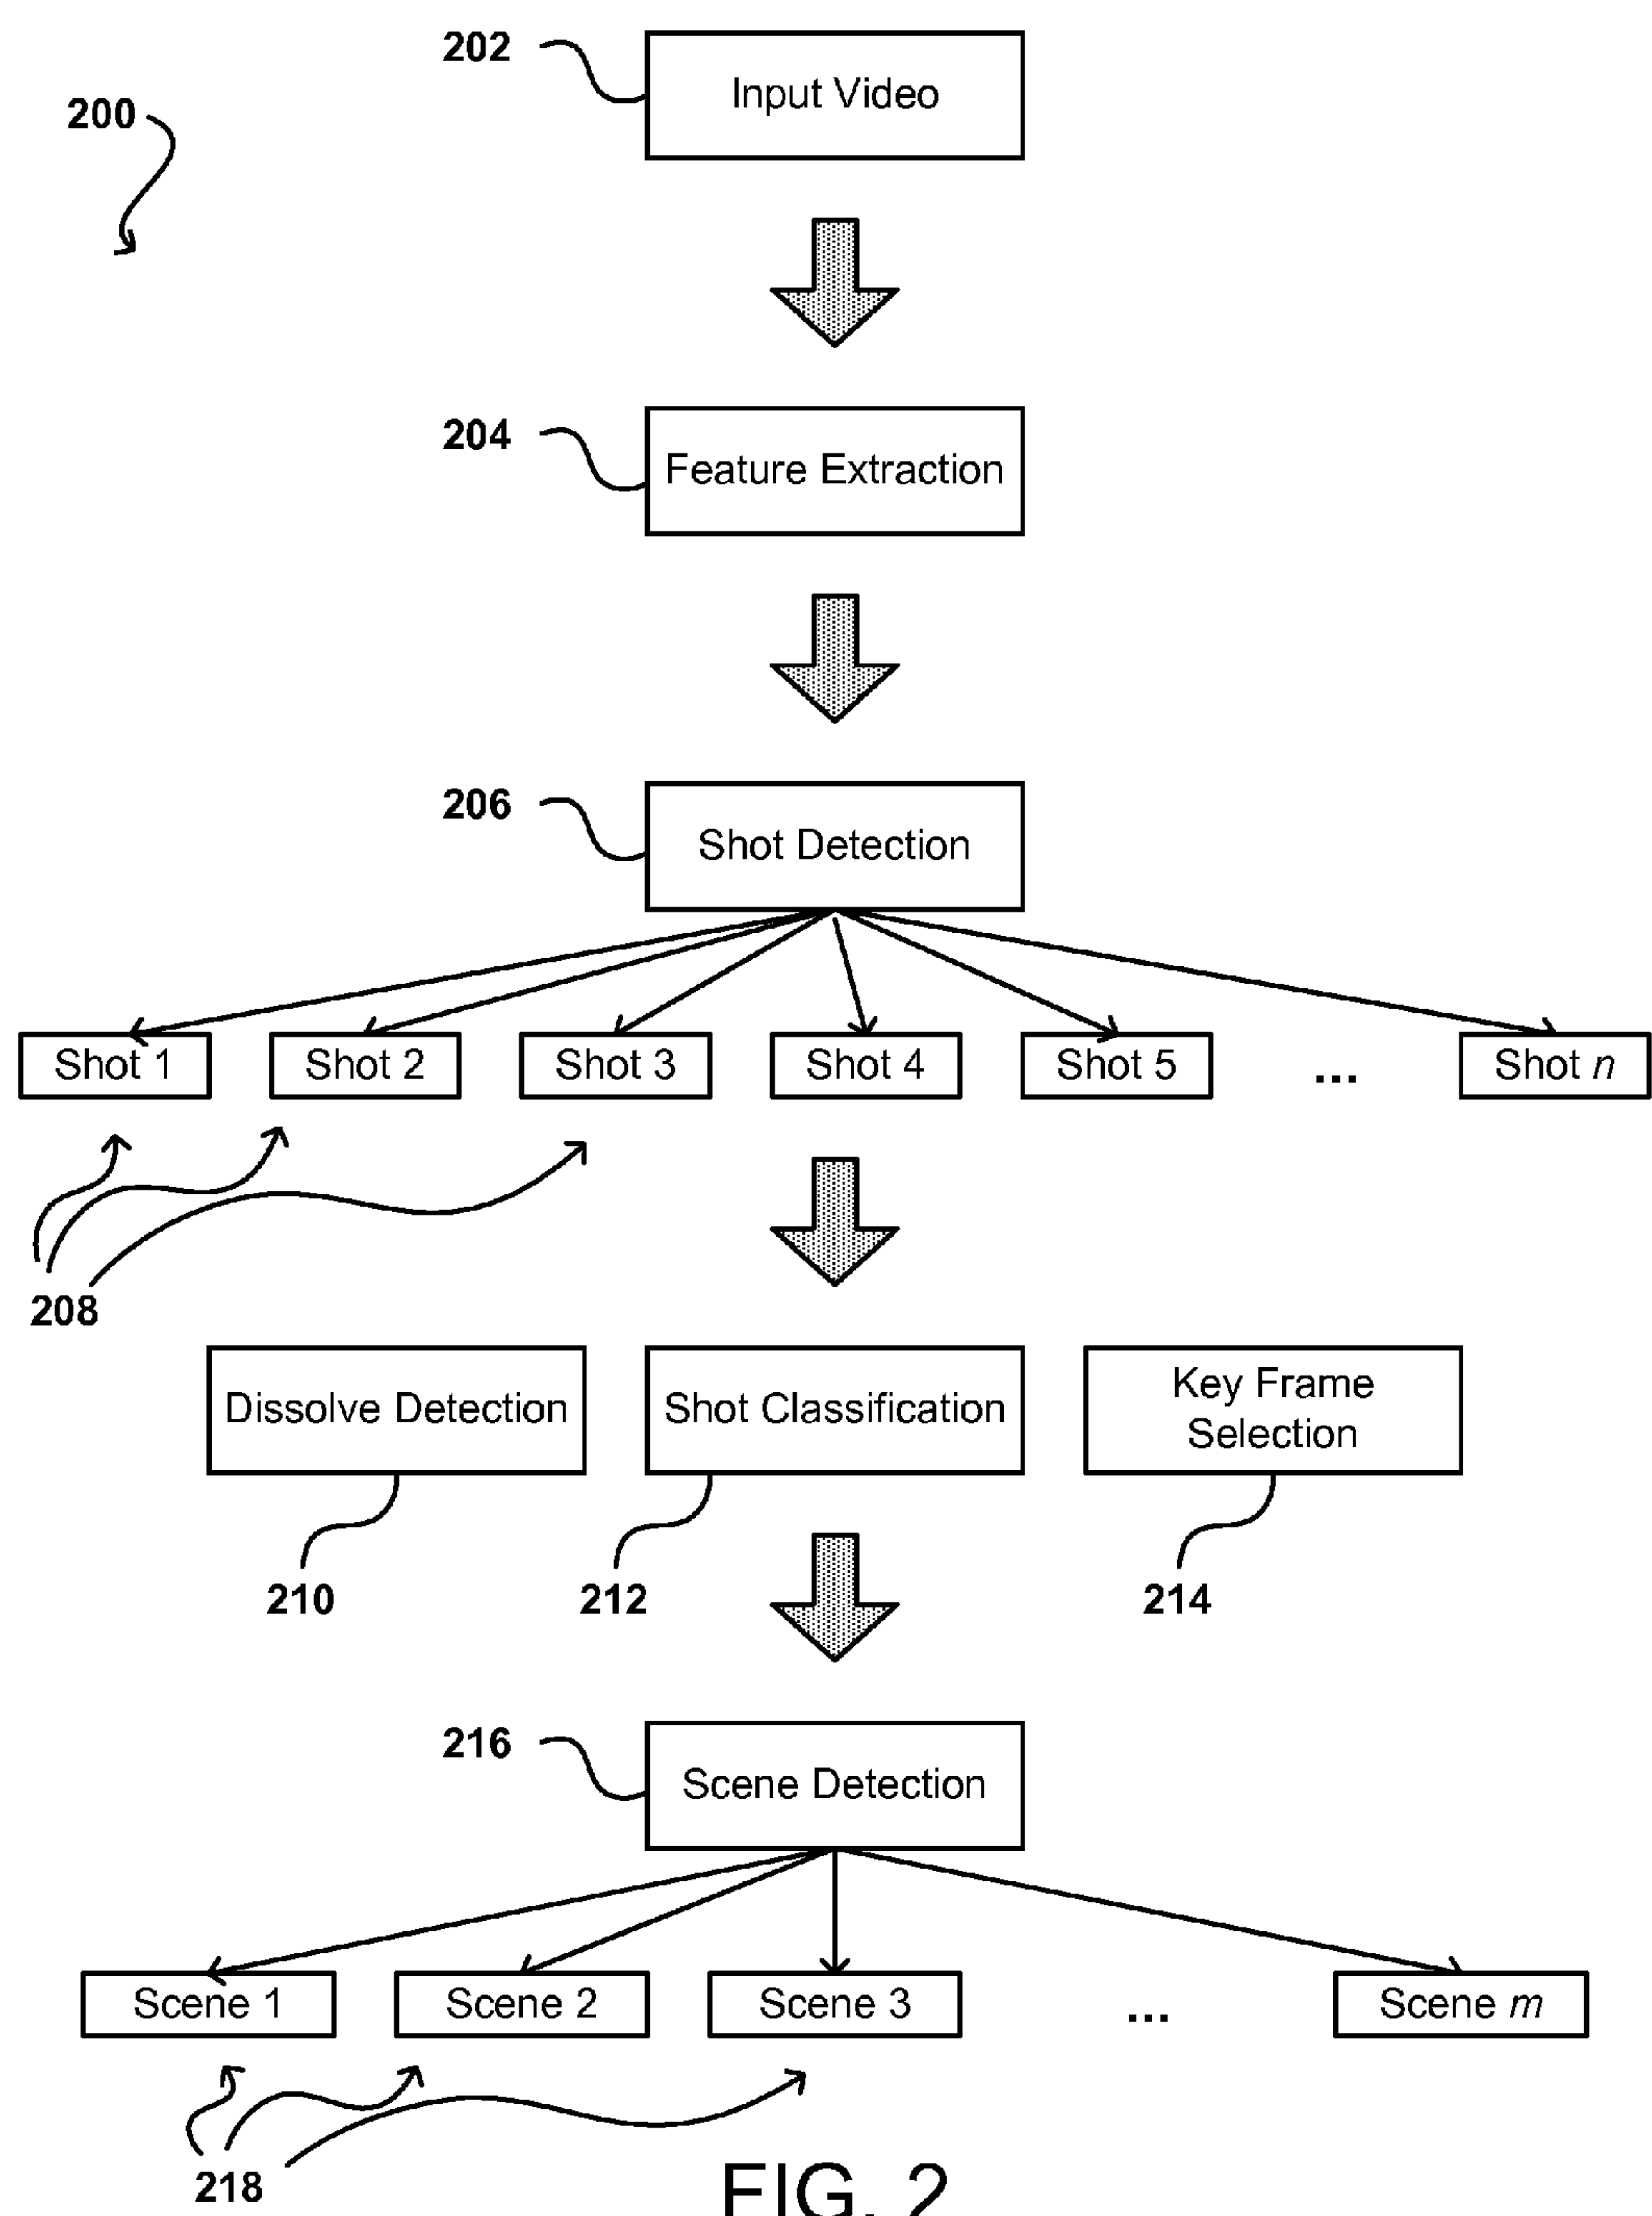 202
Input Video
200
204
Feature Extraction
206
Shot Detection
Shot 1 Shot 2 Shot 3 Shot 4 Shot 5 ... Shot n
208
Dissolve Detection
Shot Classification
Key Frame
Selection
210 212 214
216
Scene Detection
Scene 1 Scene 2 Scene 3 ... Scene m
218
FIG. 2